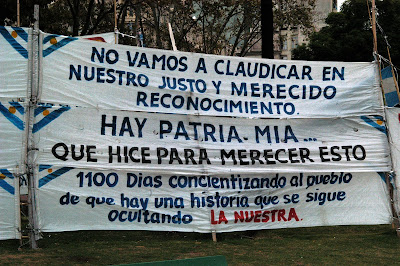 NO VAMOS A CLAUDICAR EN
NUESTRO JUSTO Y MERECIDO
RECONOCIMIENTO.
HAY PATRIA MIA...
QUE HICE PARA MERECER ESTO
1100 Dias concientizando al pueblo
de que hay una historia que se sigue
ocultando LA NUESTRA.